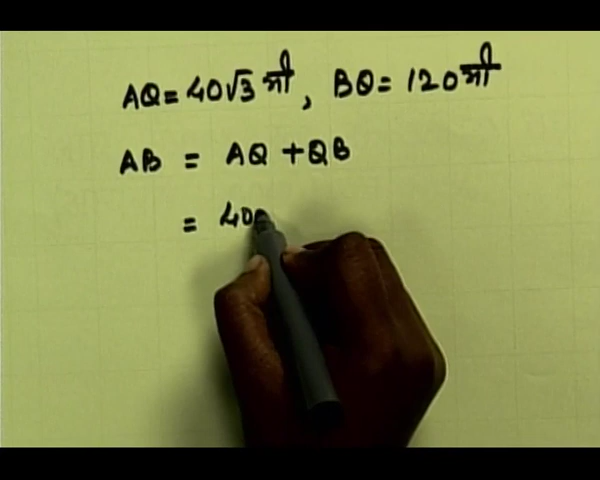 AQ = 40√3 मी, BQ = 120 मी
AB = AQ + QB
= 40